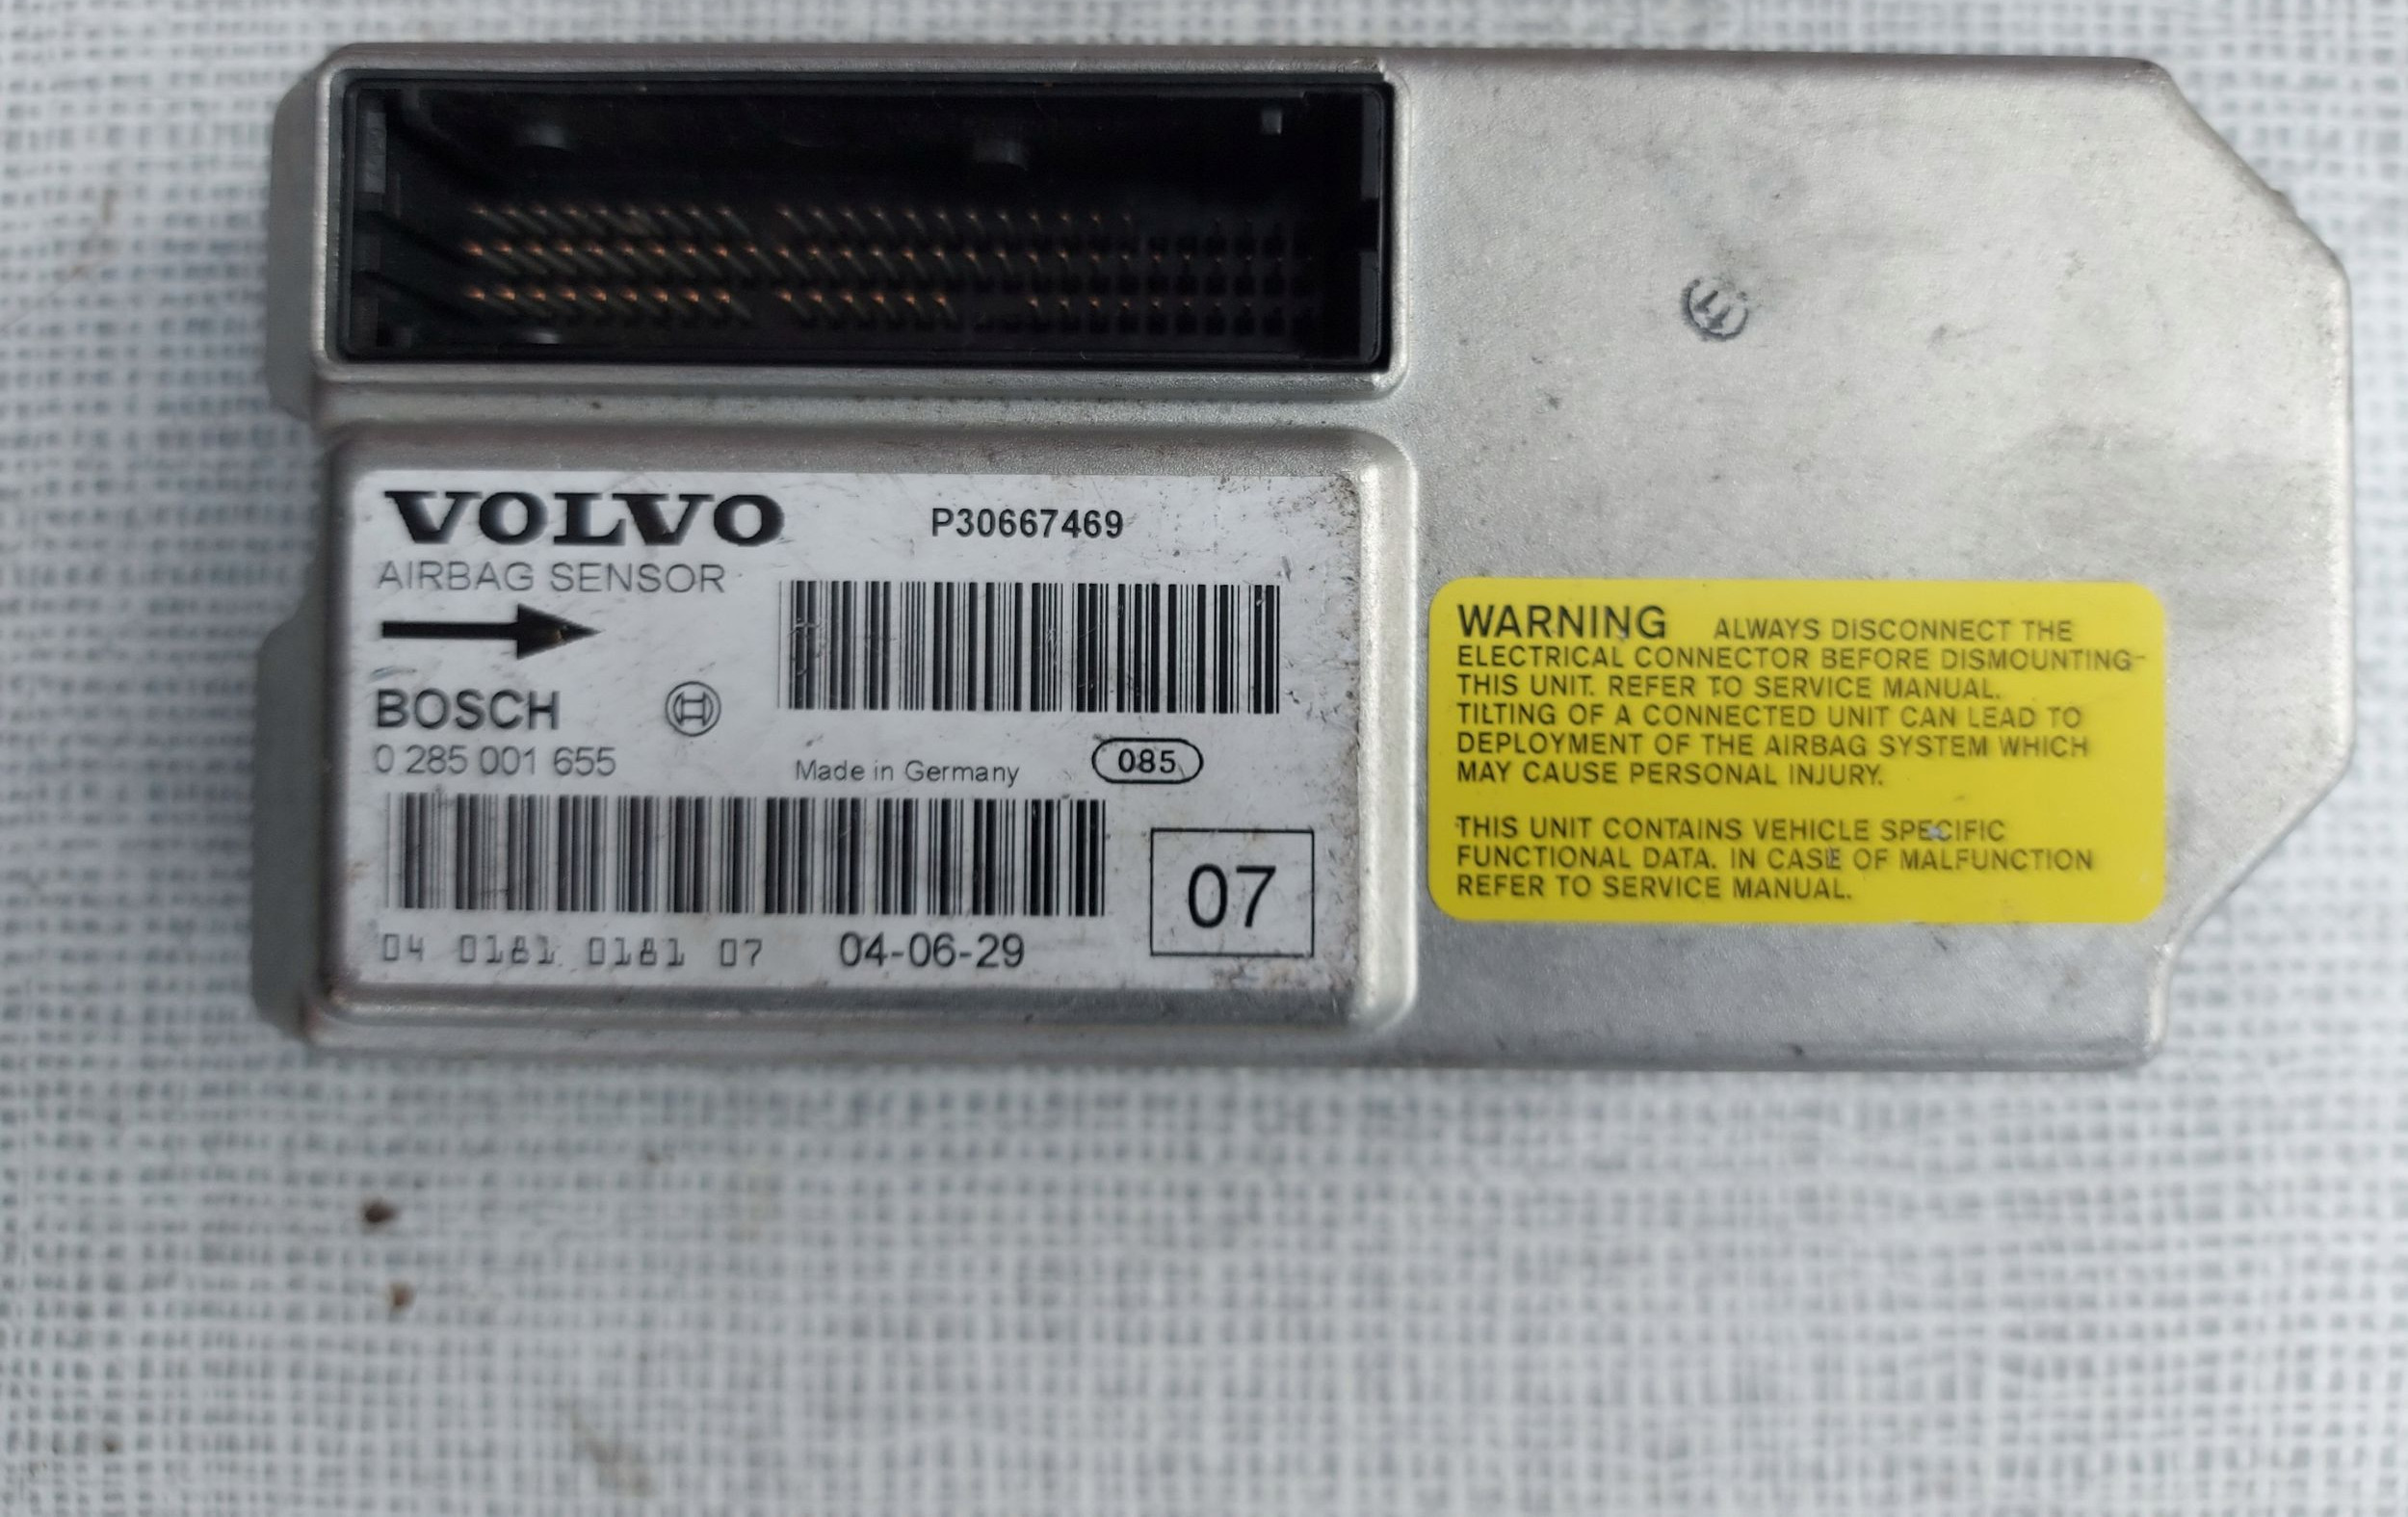 VOLVO P30667469
AIRBAG SENSOR
BOSCH
0 285 001 655
Made in Germany 085
04 0181 0181 07 04-06-29
07
WARNING ALWAYS DISCONNECT THE
ELECTRICAL CONNECTOR BEFORE DISMOUNTING
THIS UNIT. REFER TO SERVICE MANUAL.
TILTING OF A CONNECTED UNIT CAN LEAD TO
DEPLOYMENT OF THE AIRBAG SYSTEM WHICH
MAY CAUSE PERSONAL INJURY.
THIS UNIT CONTAINS VEHICLE SPECIFIC
FUNCTIONAL DATA. IN CASE OF MALFUNCTION
REFER TO SERVICE MANUAL.